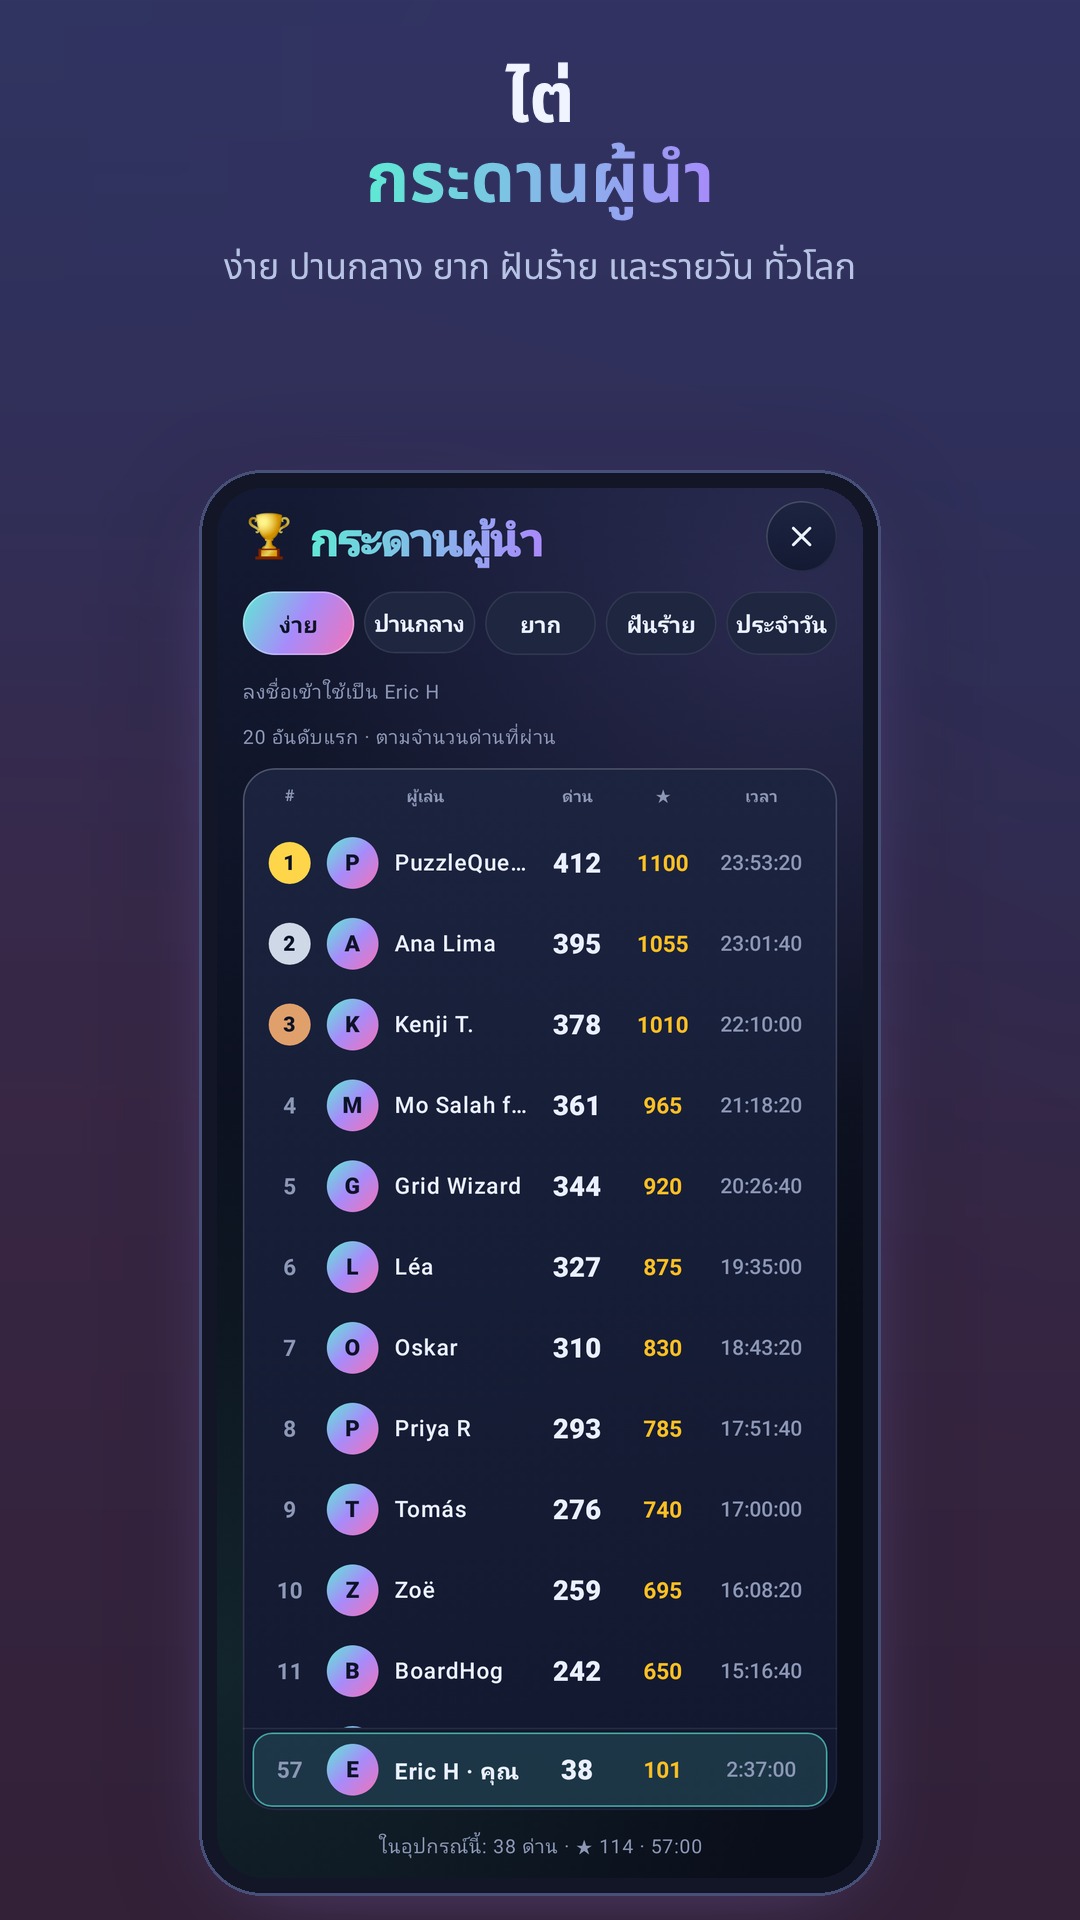 ไต่
กระดานผู้นำ
ง่าย ปานกลาง ยาก ฝันร้าย และรายวัน ทั่วโลก
🏆 กระดานผู้นำ
ง่าย ปานกลาง ยาก ฝันร้าย ประจำวัน
ลงชื่อเข้าใช้เป็น Eric H
20 อันดับแรก · ตามจำนวนด่านที่ผ่าน
# ผู้เล่น ด่าน ★ เวลา
1 P PuzzleQue... 412 1100 23:53:20
2 A Ana Lima 395 1055 23:01:40
3 K Kenji T. 378 1010 22:10:00
4 M Mo Salah f... 361 965 21:18:20
5 G Grid Wizard 344 920 20:26:40
6 L Léa 327 875 19:35:00
7 O Oskar 310 830 18:43:20
8 P Priya R 293 785 17:51:40
9 T Tomás 276 740 17:00:00
10 Z Zoë 259 695 16:08:20
11 B BoardHog 242 650 15:16:40
57 E Eric H · คุณ 38 101 2:37:00
ในอุปกรณ์นี้: 38 ด่าน · ★ 114 · 57:00